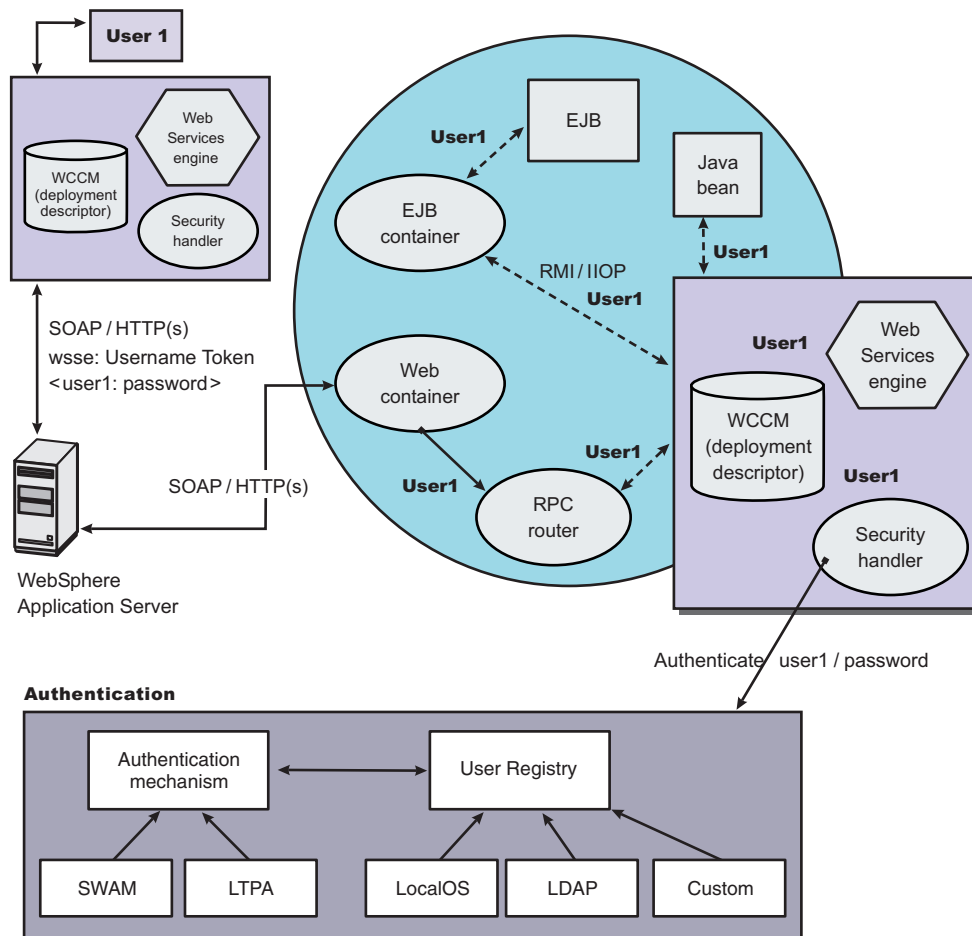 User 1
Web
Services
engine
WCCM
(deployment
descriptor)
Security
handler
SOAP / HTTP(s)
wsse: Username Token
<user1: password>
WebSphere
Application Server
SOAP / HTTP(s)
EJB
User1
EJB
container
Java
bean
User1
RMI / IIOP
User1
Web
container
User1
RPC
router
User1
User1
Web
Services
engine
WCCM
(deployment
descriptor)
User1
Security
handler
Authenticate user1 / password
Authentication
Authentication
mechanism
User Registry
SWAM
LTPA
LocalOS
LDAP
Custom